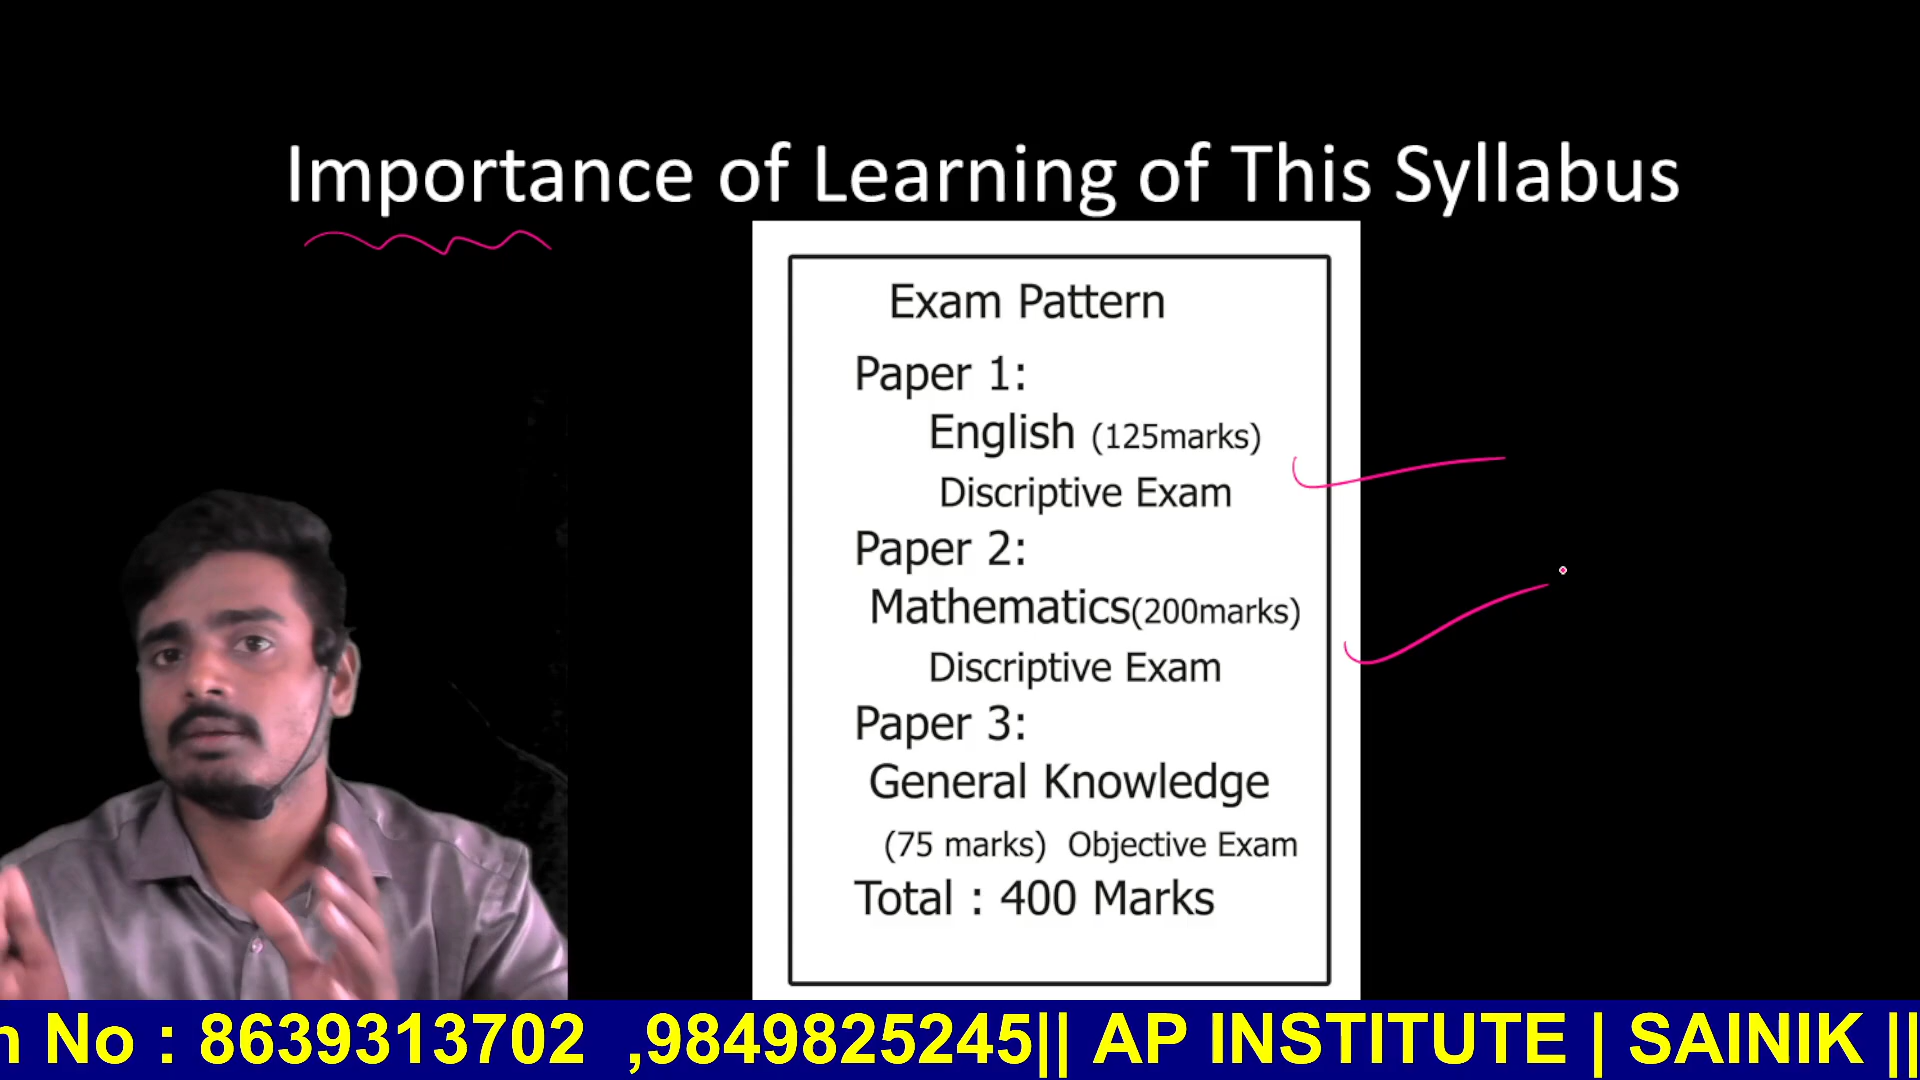 Importance of Learning of This Syllabus
Exam Pattern
Paper 1:
English (125marks)
Discriptive Exam
Paper 2:
Mathematics(200marks)
Discriptive Exam
Paper 3:
General Knowledge
(75 marks) Objective Exam
Total : 400 Marks
n No : 8639313702 ,9849825245|| AP INSTITUTE | SAINIK ||